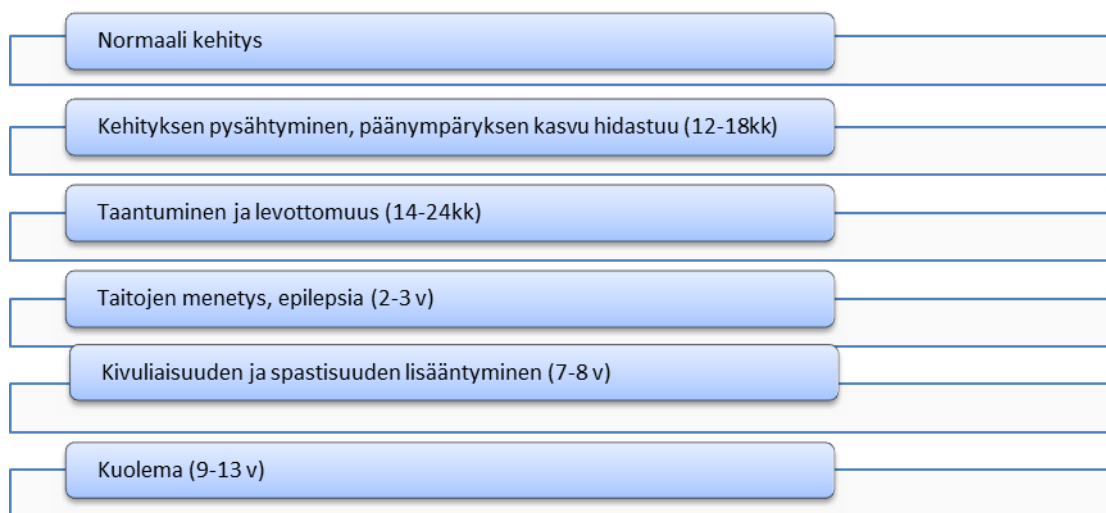 Normaali kehitys
Kehityksen pysähtyminen, päänympäryksen kasvu hidastuu (12-18kk)
Taantuminen ja levottomuus (14-24kk)
Taitojen menetys, epilepsia (2-3 v)
Kivuliaisuuden ja spastisuuden lisääntyminen (7-8 v)
Kuolema (9-13 v)